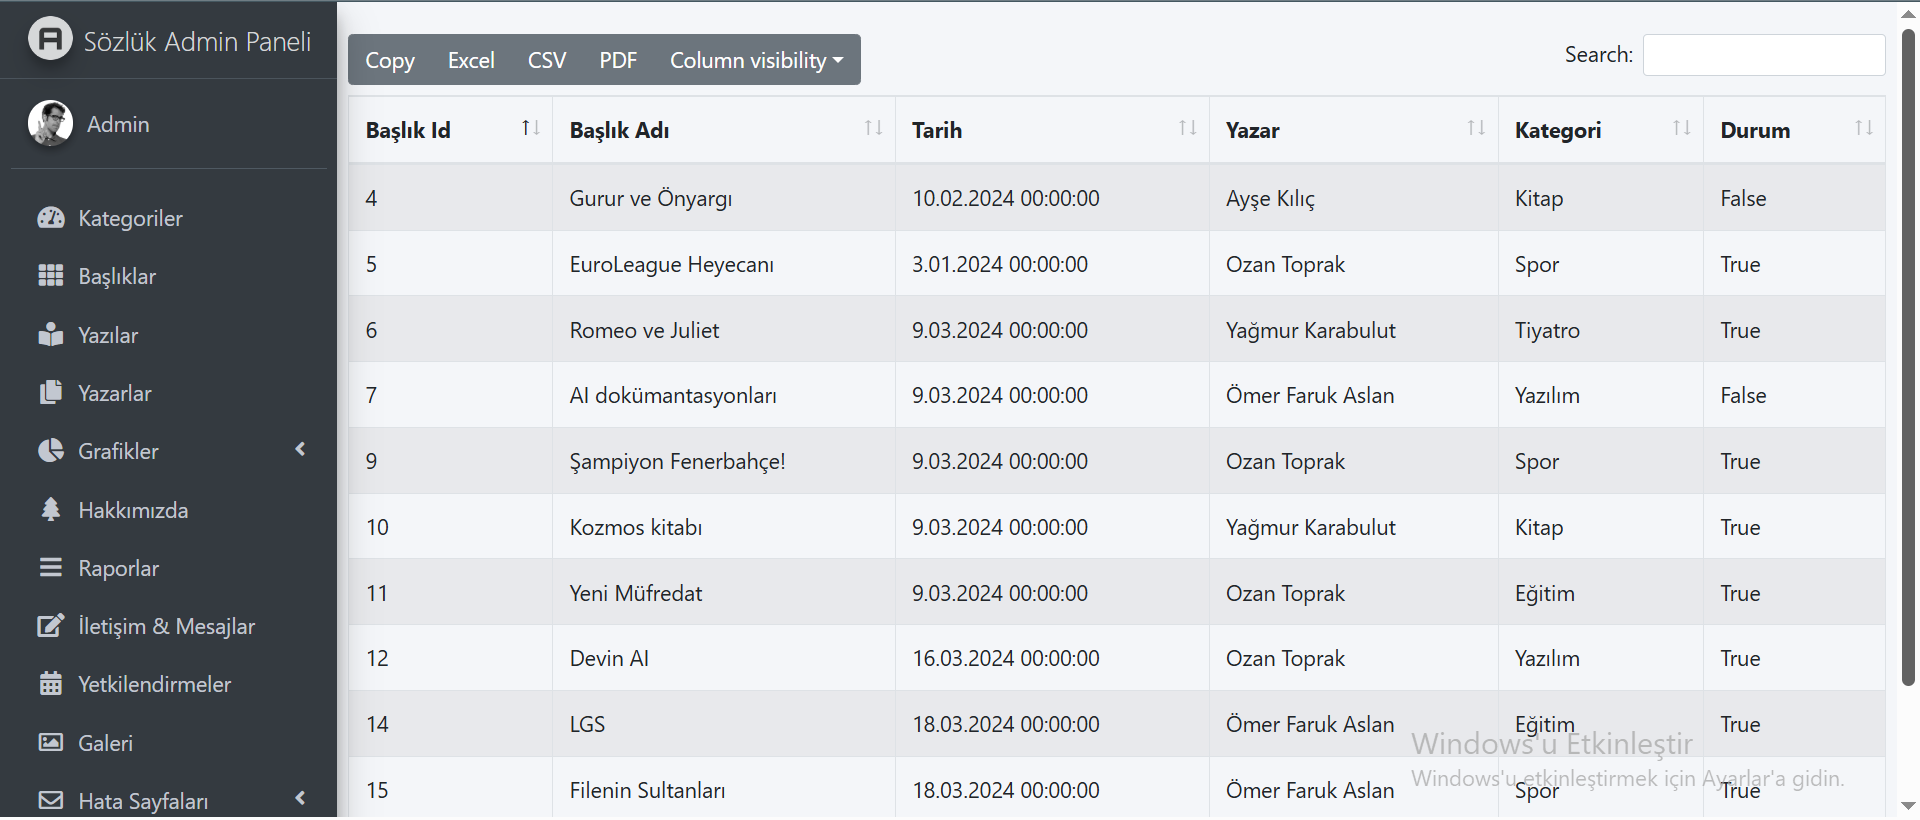 Sözlük Admin Paneli
Admin
Kategoriler
Başlıklar
Yazılar
Yazarlar
Grafikler
Hakkımızda
Raporlar
İletişim & Mesajlar
Yetkilendirmeler
Galeri
Hata Sayfaları
Copy Excel CSV PDF Column visibility
Search:
Başlık Id Başlık Adı Tarih Yazar Kategori Durum
4 Gurur ve Önyargı 10.02.2024 00:00:00 Ayşe Kılıç Kitap False
5 EuroLeague Heyecanı 3.01.2024 00:00:00 Ozan Toprak Spor True
6 Romeo ve Juliet 9.03.2024 00:00:00 Yağmur Karabulut Tiyatro True
7 AI dokümantasyonları 9.03.2024 00:00:00 Ömer Faruk Aslan Yazılım False
9 Şampiyon Fenerbahçe! 9.03.2024 00:00:00 Ozan Toprak Spor True
10 Kozmos kitabı 9.03.2024 00:00:00 Yağmur Karabulut Kitap True
11 Yeni Müfredat 9.03.2024 00:00:00 Ozan Toprak Eğitim True
12 Devin AI 16.03.2024 00:00:00 Ozan Toprak Yazılım True
14 LGS 18.03.2024 00:00:00 Ömer Faruk Aslan Eğitim True
15 Filenin Sultanları 18.03.2024 00:00:00 Ömer Faruk Aslan Spor True
Windows'u Etkinleştir
Windows'u etkinleştirmek için Ayarlar'a gidin.